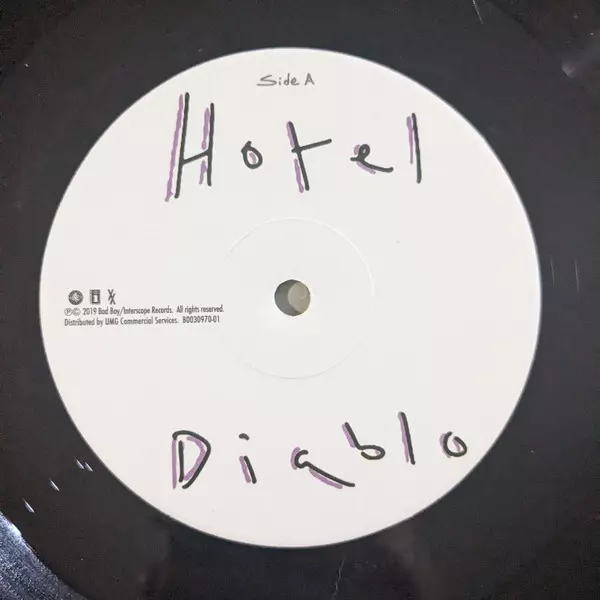 Side A
Hotel
℗© 2019 Bad Boy/Interscope Records. All rights reserved.
Distributed by UMG Commercial Services. B0030970-01
Diablo